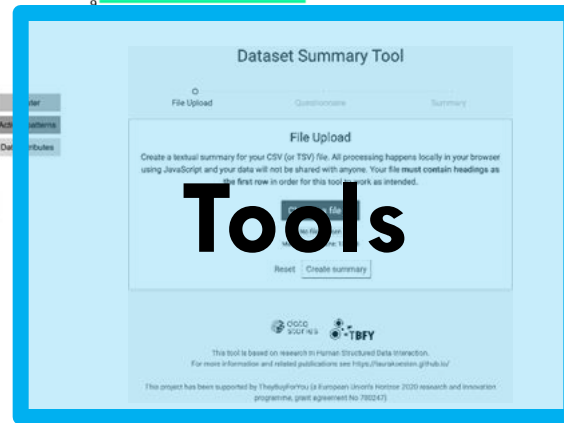 9
Dataset Summary Tool
File Upload
Questionnaire
Summary
File Upload
Create a textual summary for your CSV (or TSV) file. All processing happens locally in your browser
using JavaScript and your data will not be shared with anyone. Your file must contain headings as
the first row in order for this tool to work as intended.
Tools
Reset
Create summary
data
stories
TBFY
This tool is based on research in Human Structured Data Interaction.
For more information and related publications see https://laurakoesten.github.io/
This project has been supported by TheyBuyForYou (a European Union's Horizon 2020 research and innovation
programme, grant agreement No 780247)